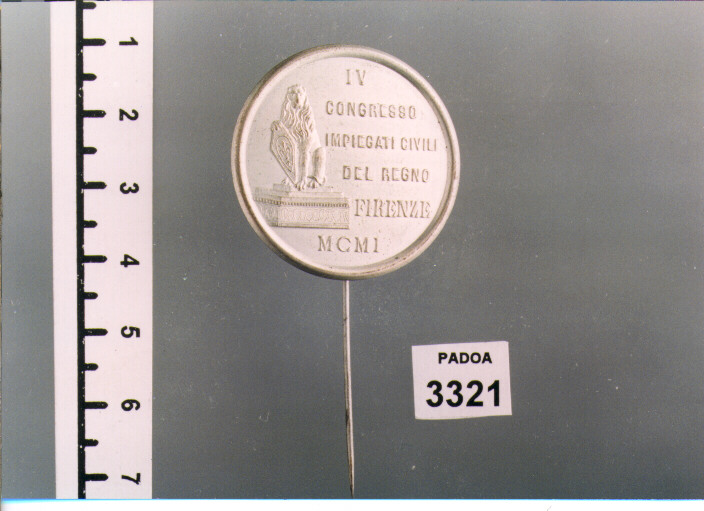 IV
CONGRESSO
IMPIEGATI CIVILI
DEL REGNO
FIRENZE
MCMI
PADOA
3321
1
2
3
4
5
6
7